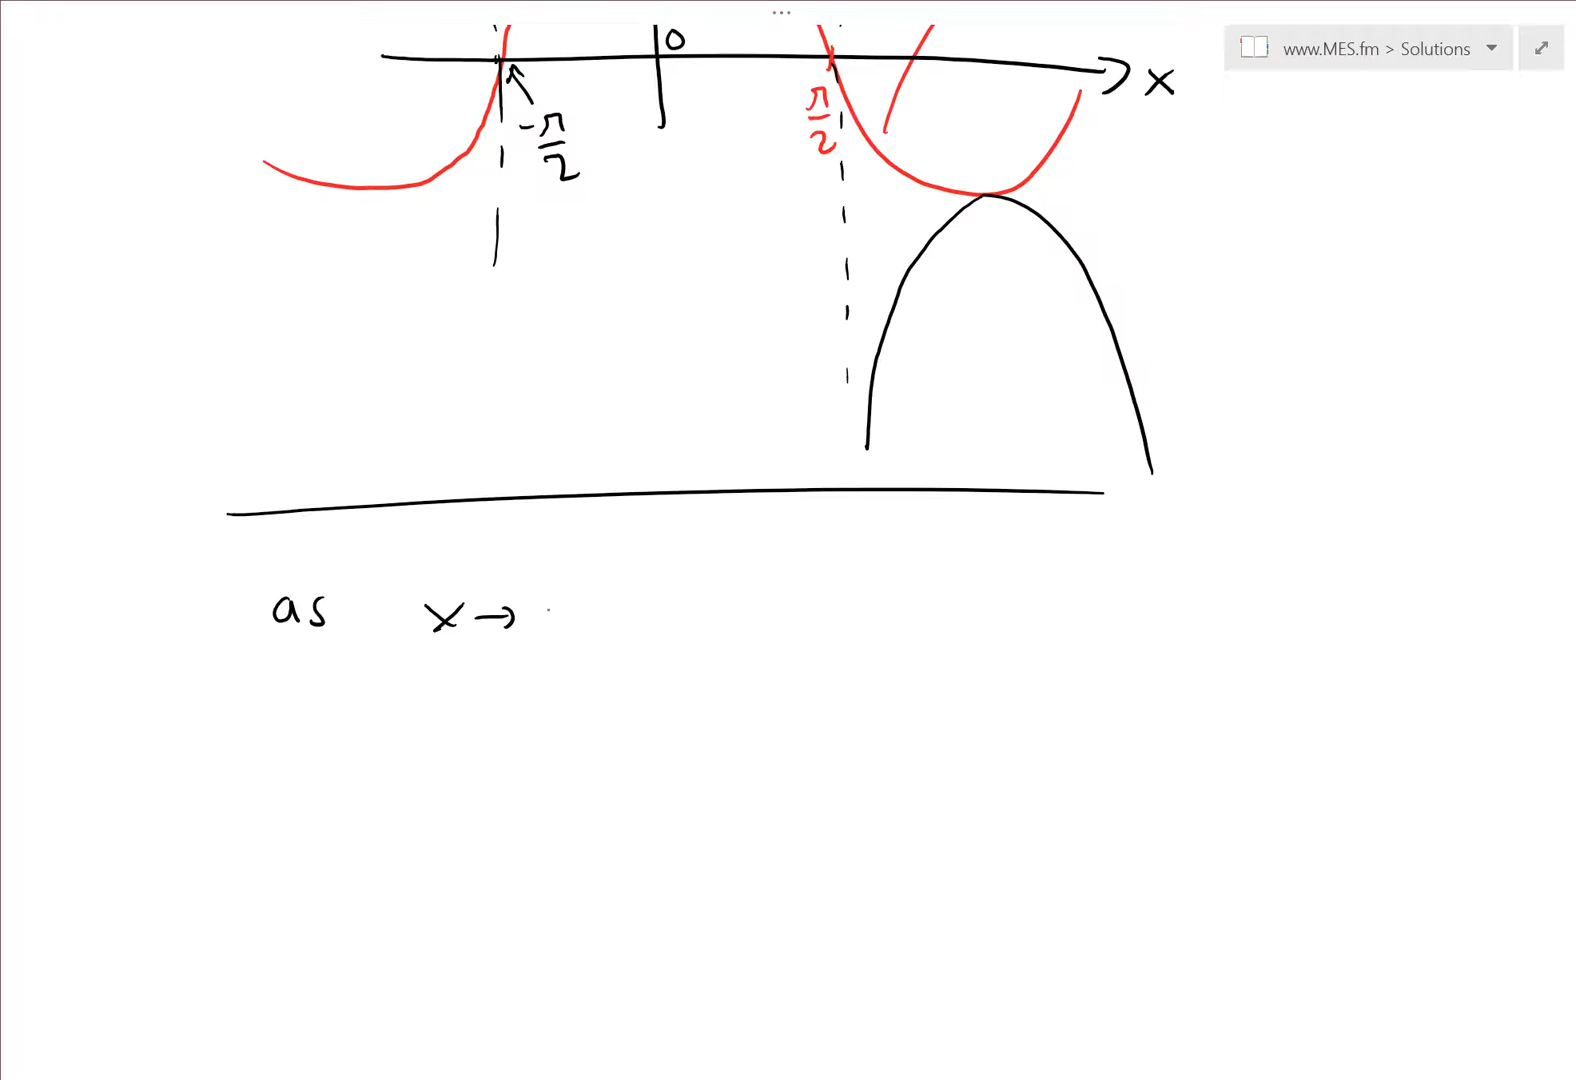 0
www.MES.fm > Solutions
x
-π/2
π/2
as x →